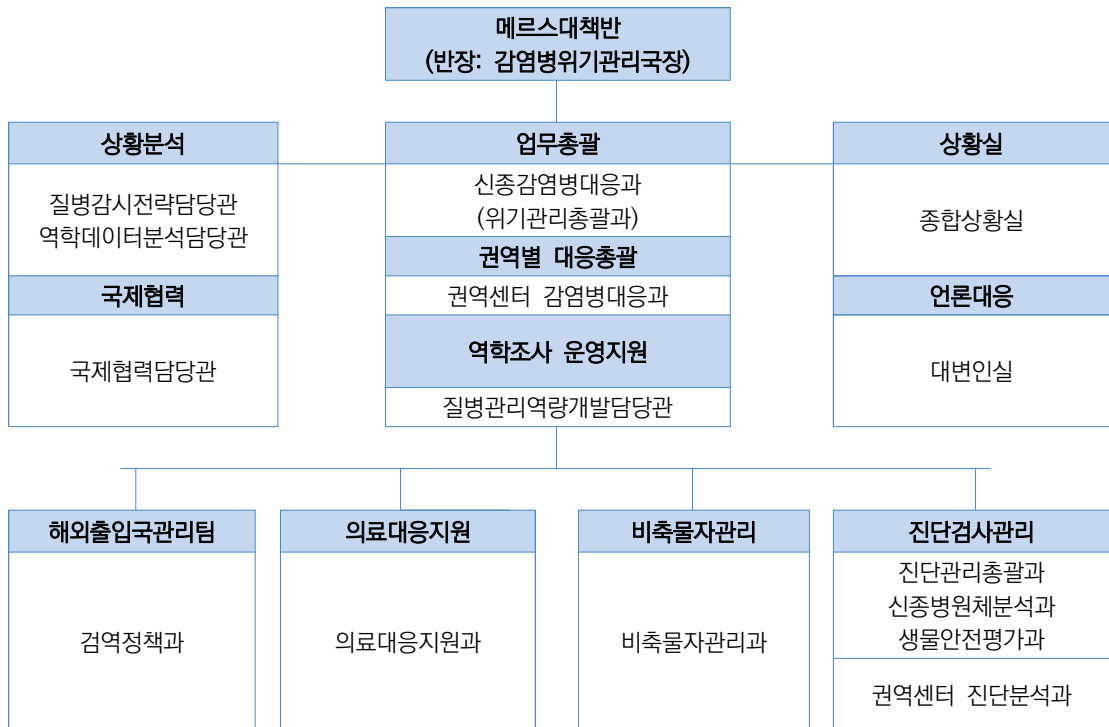 메르스대책반
(반장: 감염병위기관리국장)
상황분석
질병감시전략담당관
역학데이터분석담당관
국제협력
국제협력담당관
업무총괄
신종감염병대응과
(위기관리총괄과)
권역별 대응총괄
권역센터 감염병대응과
역학조사 운영지원
질병관리역량개발담당관
상황실
종합상황실
언론대응
대변인실
해외출입국관리팀
검역정책과
의료대응지원
의료대응지원과
비축물자관리
비축물자관리과
진단검사관리
진단관리총괄과
신종병원체분석과
생물안전평가과
권역센터 진단분석과